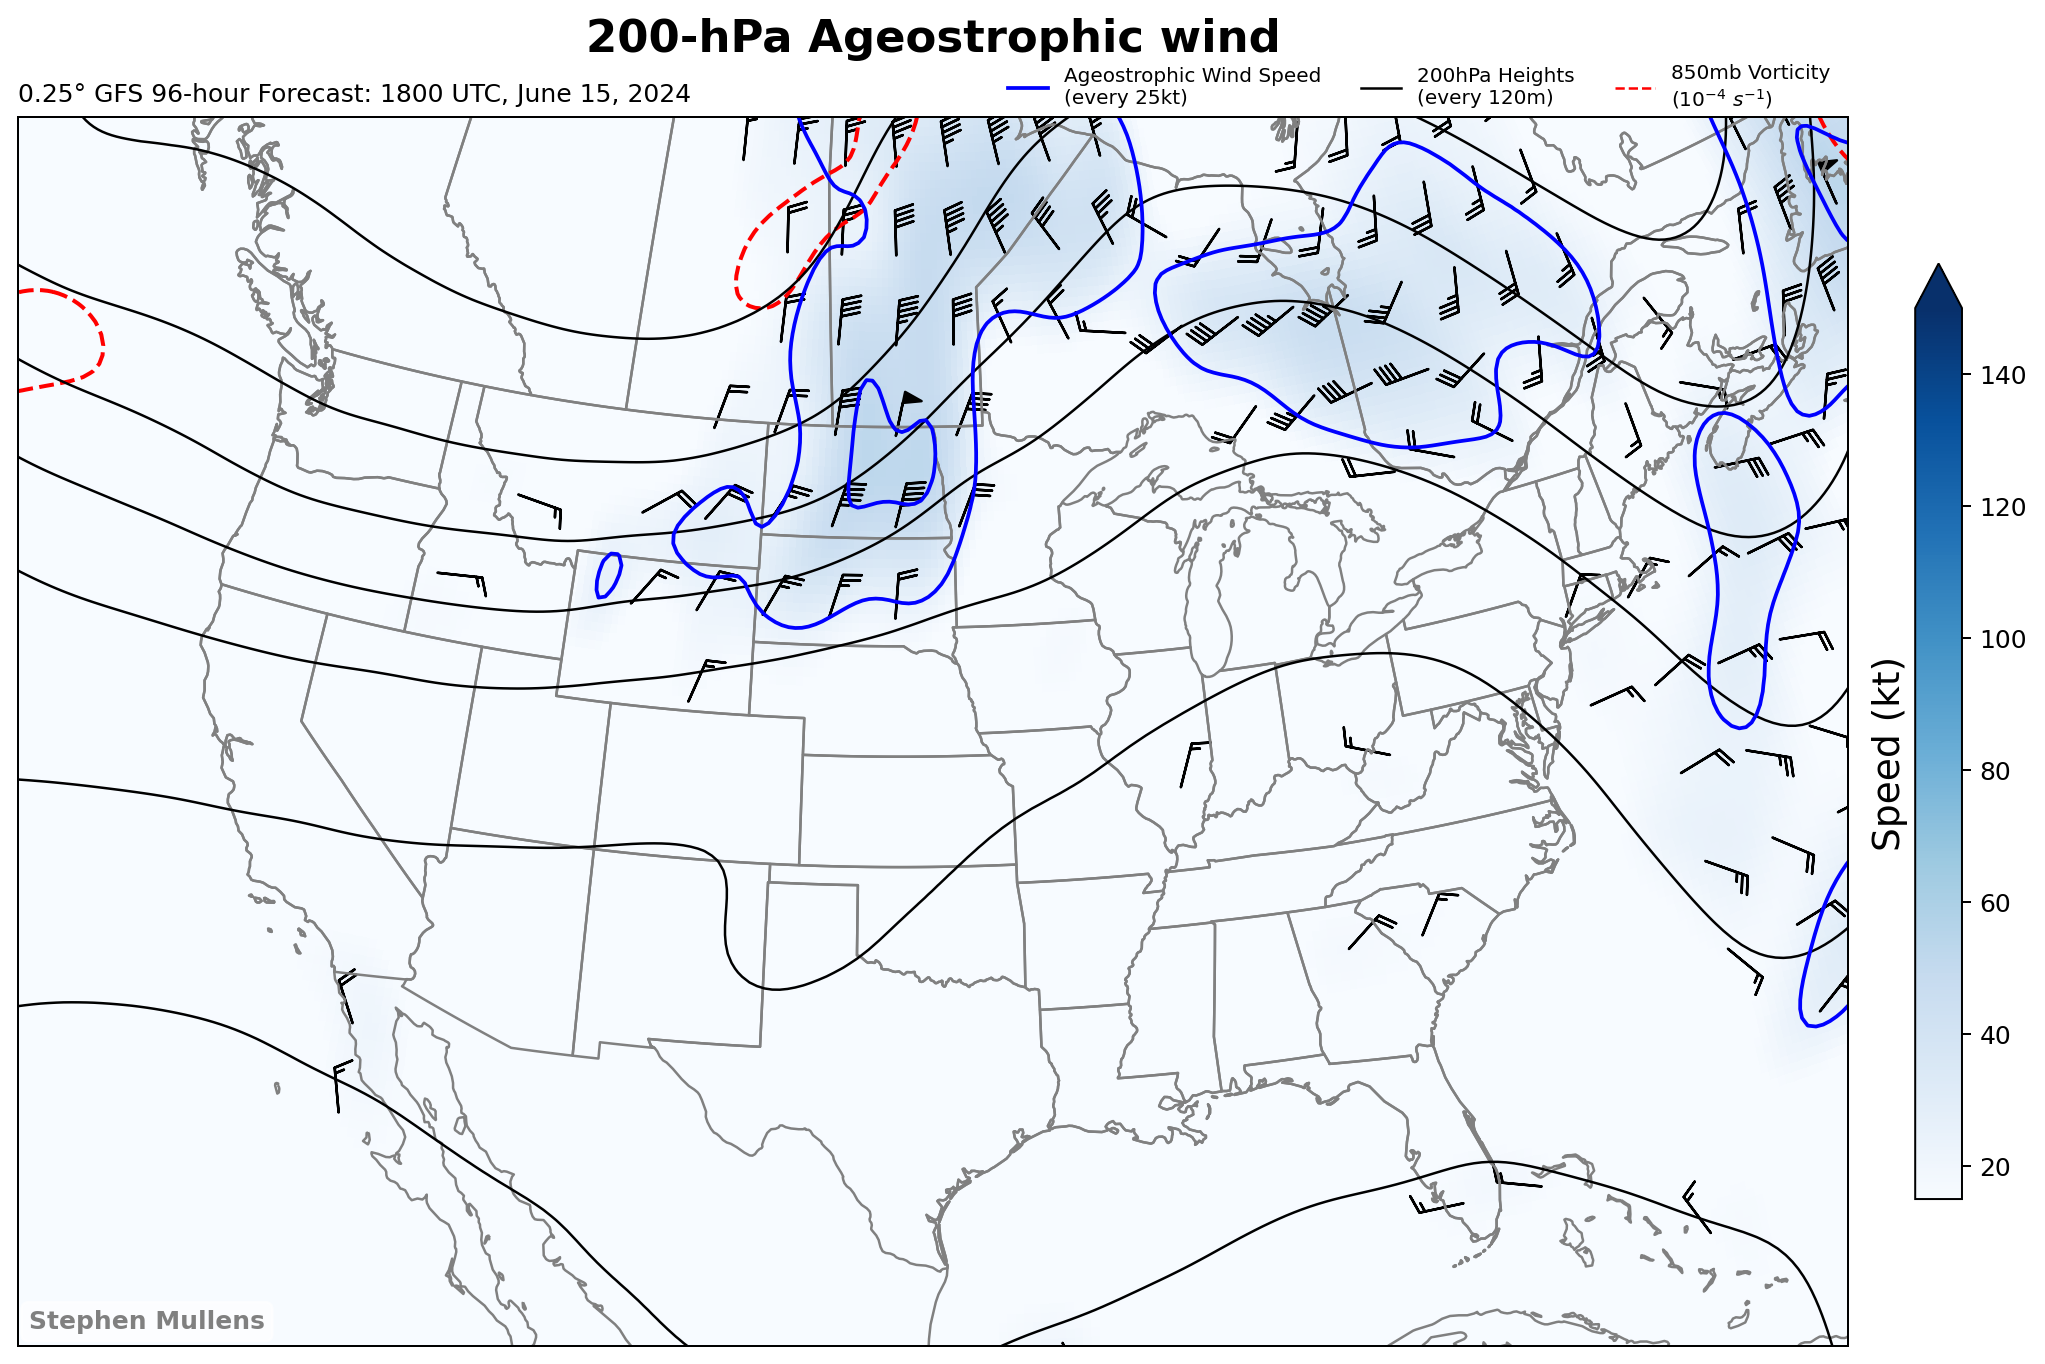 200-hPa Ageostrophic wind
0.25° GFS 96-hour Forecast: 1800 UTC, June 15, 2024
Ageostrophic Wind Speed
(every 25kt)
200hPa Heights
(every 120m)
850mb Vorticity
(10⁻⁴ s⁻¹)
140
120
100
80
60
40
20
Speed (kt)
Stephen Mullens